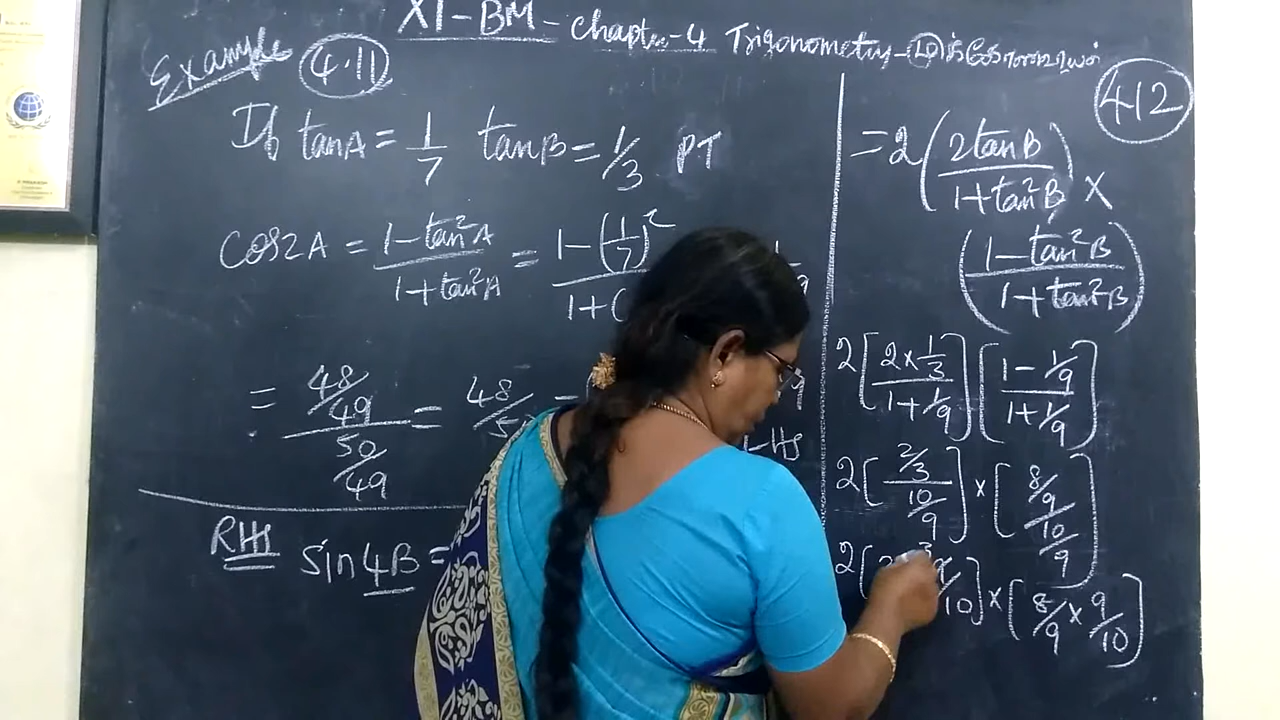 XI-BM-Chapter-4 Trigonometry-
Example 4.11
If tanA = 1/7 tanB = 1/3 PT
cos2A = (1-tan²A)/(1+tan²A) = (1-(1/7)²)/(1+(
= (48/49)/(50/49) = 48/
LHS
RHS sin4B =
4.12
= 2(2tanB/(1+tan²B)) ×
((1-tan²B)/(1+tan²B))
2[(2×1/3)/(1+1/9)][(1-1/9)/(1+1/9)]
2[(2/3)/(10/9)]×[(8/9)/(10/9)]
2[ /10]×[8/9×9/10]